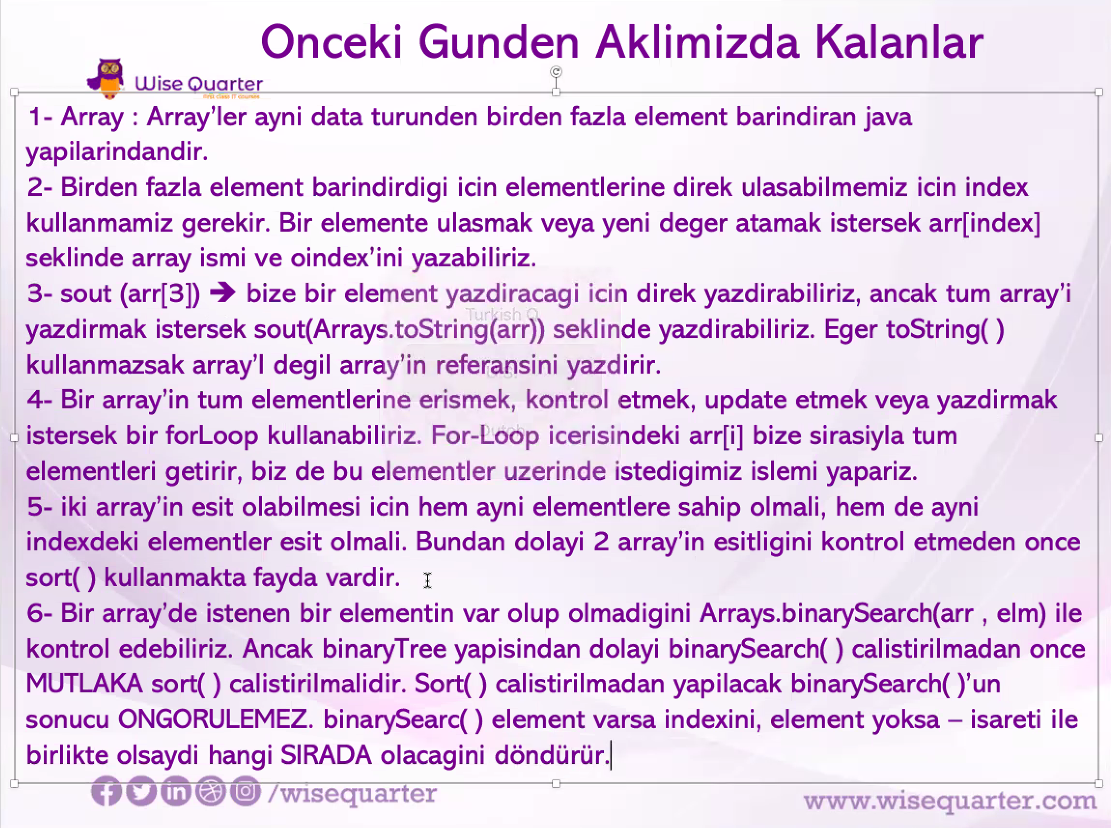 Onceki Gunden Aklimizda Kalanlar
Wise Quarter
first class IT courses
1- Array : Array’ler ayni data turunden birden fazla element barindiran java
yapilarindandir.
2- Birden fazla element barindirdigi icin elementlerine direk ulasabilmemiz icin index
kullanmamiz gerekir. Bir elemente ulasmak veya yeni deger atamak istersek arr[index]
seklinde array ismi ve oindex’ini yazabiliriz.
3- sout (arr[3]) ➔ bize bir element yazdiracagi icin direk yazdirabiliriz, ancak tum array’i
yazdirmak istersek sout(Arrays.toString(arr)) seklinde yazdirabiliriz. Eger toString( )
kullanmazsak array’l degil array’in referansini yazdirir.
4- Bir array’in tum elementlerine erismek, kontrol etmek, update etmek veya yazdirmak
istersek bir forLoop kullanabiliriz. For-Loop icerisindeki arr[i] bize sirasiyla tum
elementleri getirir, biz de bu elementler uzerinde istedigimiz islemi yapariz.
5- iki array’in esit olabilmesi icin hem ayni elementlere sahip olmali, hem de ayni
indexdeki elementler esit olmali. Bundan dolayi 2 array’in esitligini kontrol etmeden once
sort( ) kullanmakta fayda vardir.
6- Bir array’de istenen bir elementin var olup olmadigini Arrays.binarySearch(arr , elm) ile
kontrol edebiliriz. Ancak binaryTree yapisindan dolayi binarySearch( ) calistirilmadan once
MUTLAKA sort( ) calistirilmalidir. Sort( ) calistirilmadan yapilacak binarySearch( )’un
sonucu ONGORULEMEZ. binarySearc( ) element varsa indexini, element yoksa – isareti ile
birlikte olsaydi hangi SIRADA olacagini döndürür.
Turkish Q
Dutch
/wisequarter
www.wisequarter.com